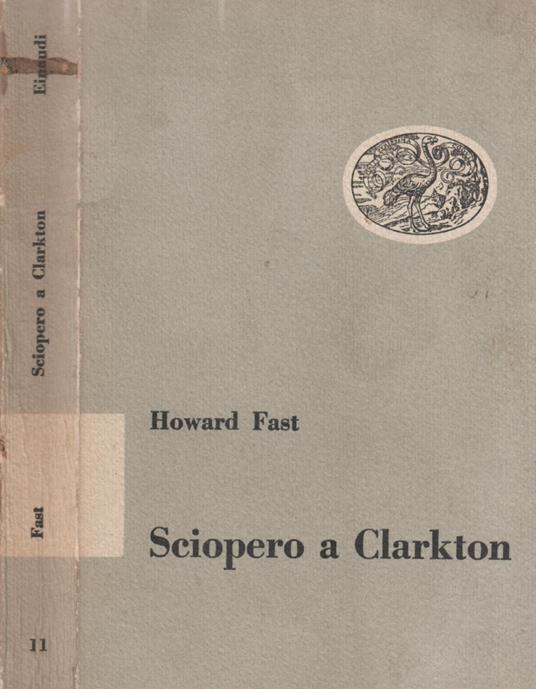 Einaudi
Sciopero a Clarkton
Fast
11
Howard Fast
Sciopero a Clarkton